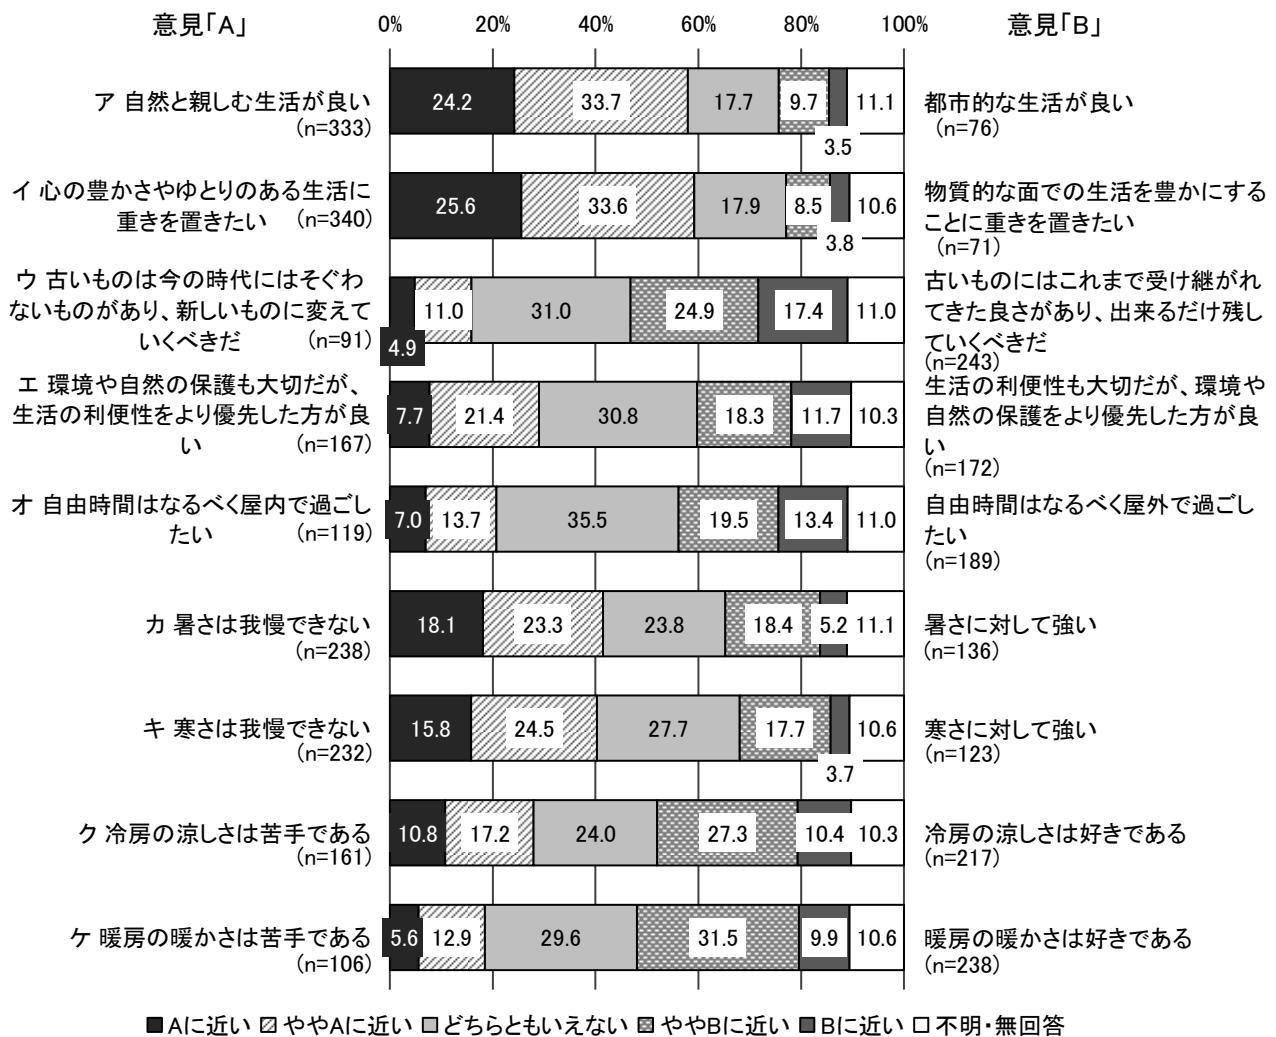 意見「A」 0% 20% 40% 60% 80% 100% 意見「B」
ア 自然と親しむ生活が良い
(n=333)
24.2 33.7 17.7 9.7 3.5 11.1
都市的な生活が良い
(n=76)
イ 心の豊かさやゆとりのある生活に
重きを置きたい (n=340)
25.6 33.6 17.9 8.5 3.8 10.6
物質的な面での生活を豊かにする
ことに重きを置きたい
(n=71)
ウ 古いものは今の時代にはそぐわ
ないものがあり、新しいものに変えて
いくべきだ (n=91)
4.9 11.0 31.0 24.9 17.4 11.0
古いものにはこれまで受け継がれ
てきた良さがあり、出来るだけ残し
ていくべきだ
(n=243)
エ 環境や自然の保護も大切だが、
生活の利便性をより優先した方が良
い (n=167)
7.7 21.4 30.8 18.3 11.7 10.3
生活の利便性も大切だが、環境や
自然の保護をより優先した方が良
い
(n=172)
オ 自由時間はなるべく屋内で過ごし
たい (n=119)
7.0 13.7 35.5 19.5 13.4 11.0
自由時間はなるべく屋外で過ごし
たい
(n=189)
カ 暑さは我慢できない
(n=238)
18.1 23.3 23.8 18.4 5.2 11.1
暑さに対して強い
(n=136)
キ 寒さは我慢できない
(n=232)
15.8 24.5 27.7 17.7 3.7 10.6
寒さに対して強い
(n=123)
ク 冷房の涼しさは苦手である
(n=161)
10.8 17.2 24.0 27.3 10.4 10.3
冷房の涼しさは好きである
(n=217)
ケ 暖房の暖かさは苦手である
(n=106)
5.6 12.9 29.6 31.5 9.9 10.6
暖房の暖かさは好きである
(n=238)
Aに近い ややAに近い どちらともいえない ややBに近い Bに近い 不明・無回答